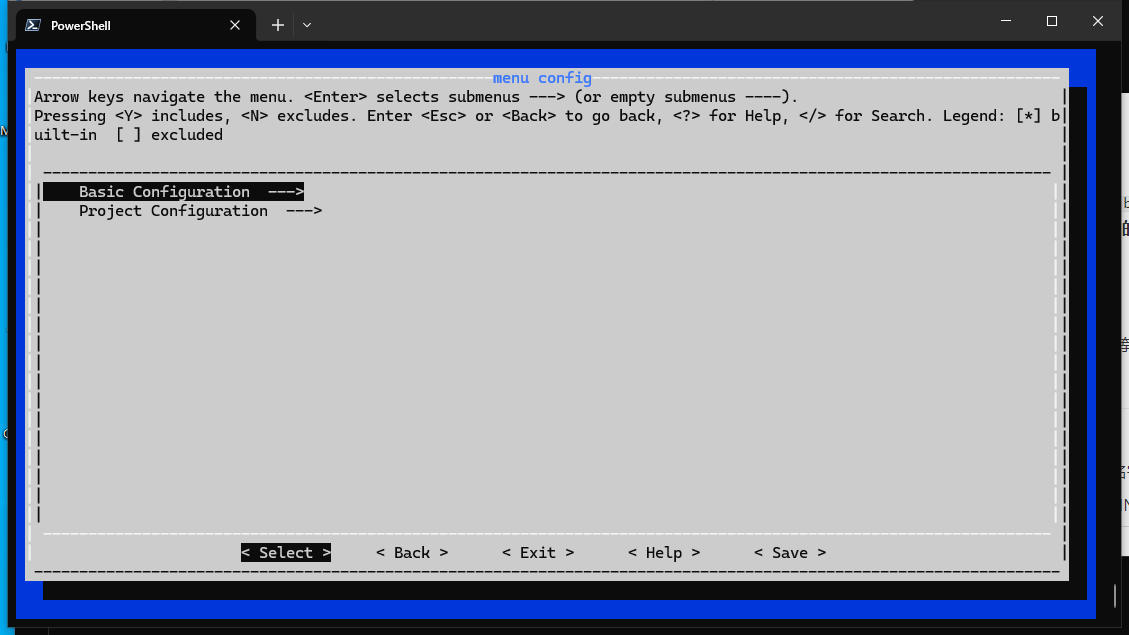 PowerShell
menu config
Arrow keys navigate the menu. <Enter> selects submenus ---> (or empty submenus ----).
Pressing <Y> includes, <N> excludes. Enter <Esc> or <Back> to go back, <?> for Help, </> for Search. Legend: [*] b
uilt-in  [ ] excluded
Basic Configuration  --->
Project Configuration  --->
< Select >    < Back >    < Exit >    < Help >    < Save >